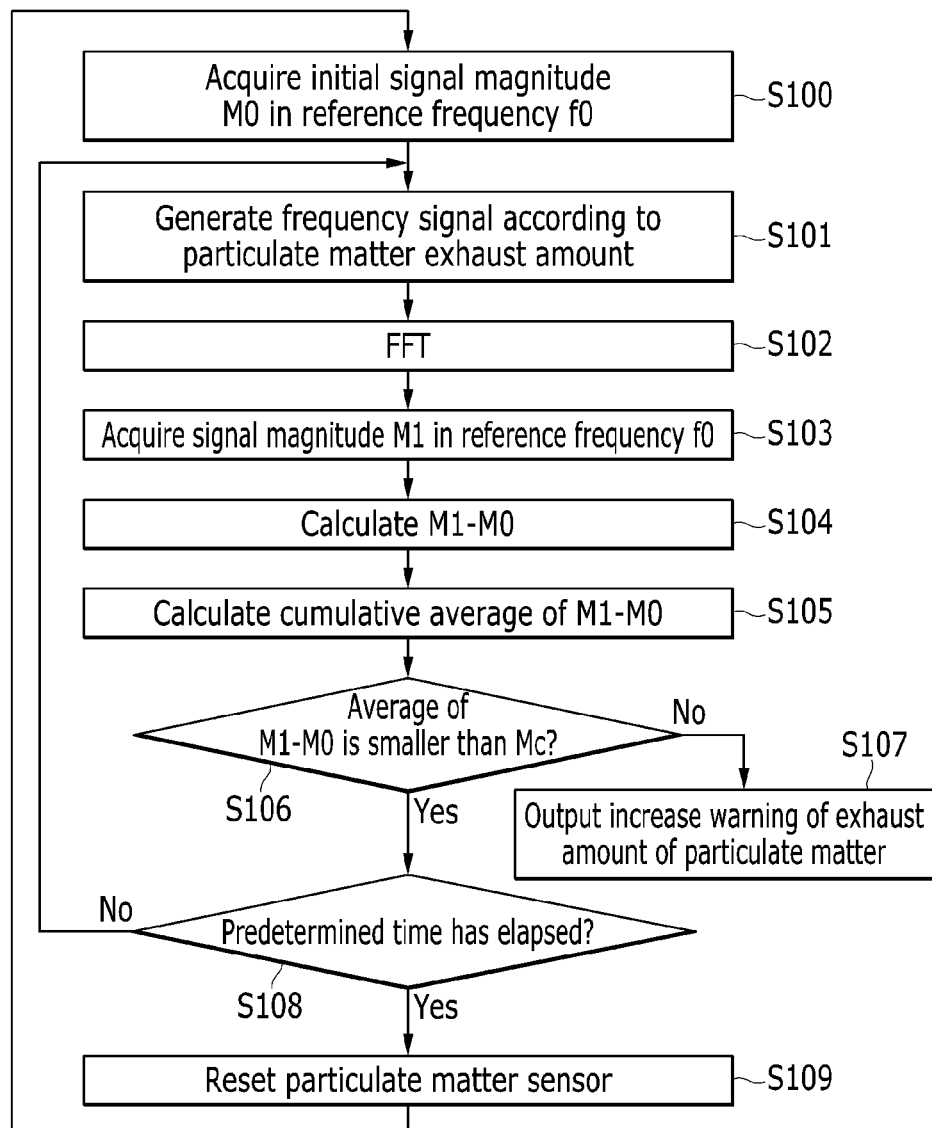 Acquire initial signal magnitude
M0 in reference frequency f0
S100
Generate frequency signal according to
particulate matter exhaust amount
S101
FFT
S102
Acquire signal magnitude M1 in reference frequency f0
S103
Calculate M1-M0
S104
Calculate cumulative average of M1-M0
S105
Average of
M1-M0 is smaller than Mc?
No
S106
Yes
S107
Output increase warning of exhaust
amount of particulate matter
No
Predetermined time has elapsed?
S108
Yes
Reset particulate matter sensor
S109